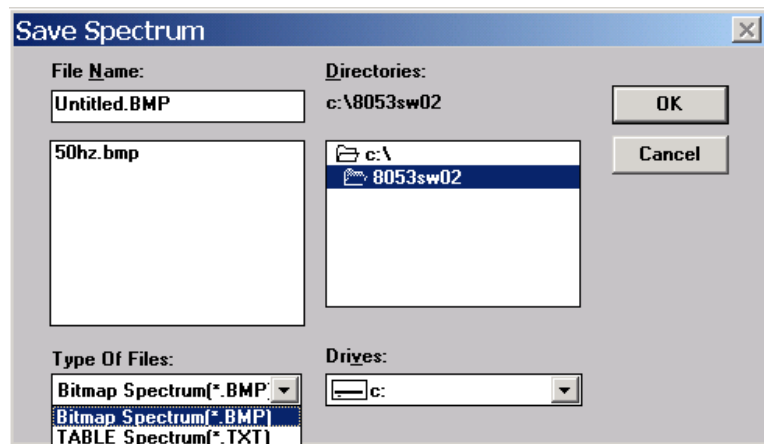 Save Spectrum
File Name:
Untitled.BMP
50hz.bmp
Directories:
c:\8053sw02
c:\
8053sw02
OK
Cancel
Type Of Files:
Bitmap Spectrum(*.BMP)
Bitmap Spectrum(*.BMP)
TABLE Spectrum(*.TXT)
Drives:
c: